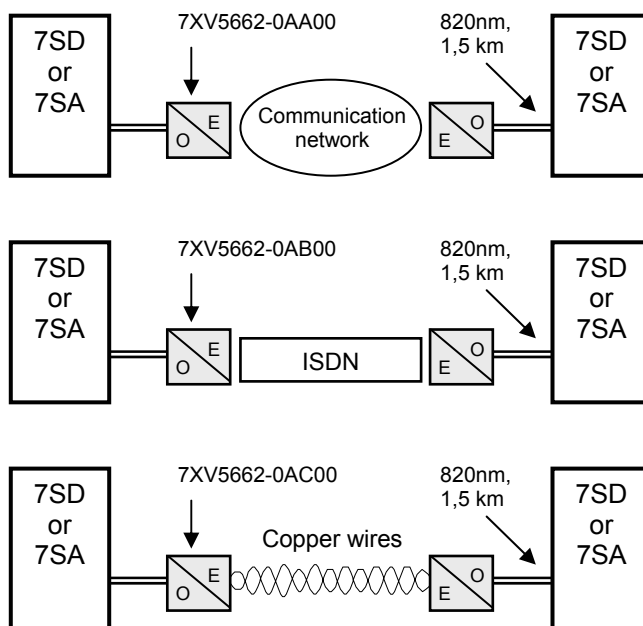 7SD
or
7SA
7XV5662-0AA00
E
O
Communication
network
820nm,
1,5 km
O
E
7SD
or
7SA
7SD
or
7SA
7XV5662-0AB00
E
O
ISDN
820nm,
1,5 km
O
E
7SD
or
7SA
7SD
or
7SA
7XV5662-0AC00
E
O
Copper wires
820nm,
1,5 km
O
E
7SD
or
7SA